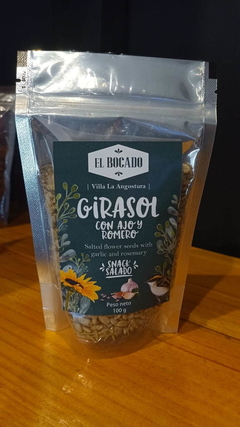 EL BOCADO
| Villa La Angostura |
GiRASOL
CON AJO Y
ROMERO
Salted flower seeds with
garlic and rosemary
SNACK
SALADO
Peso neto
100 g